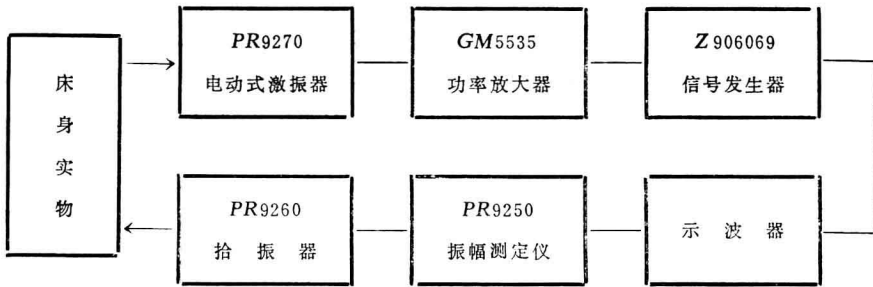 床身实物
PR9270
电动式激振器
GM5535
功率放大器
Z906069
信号发生器
PR9260
拾振器
PR9250
振幅测定仪
示波器